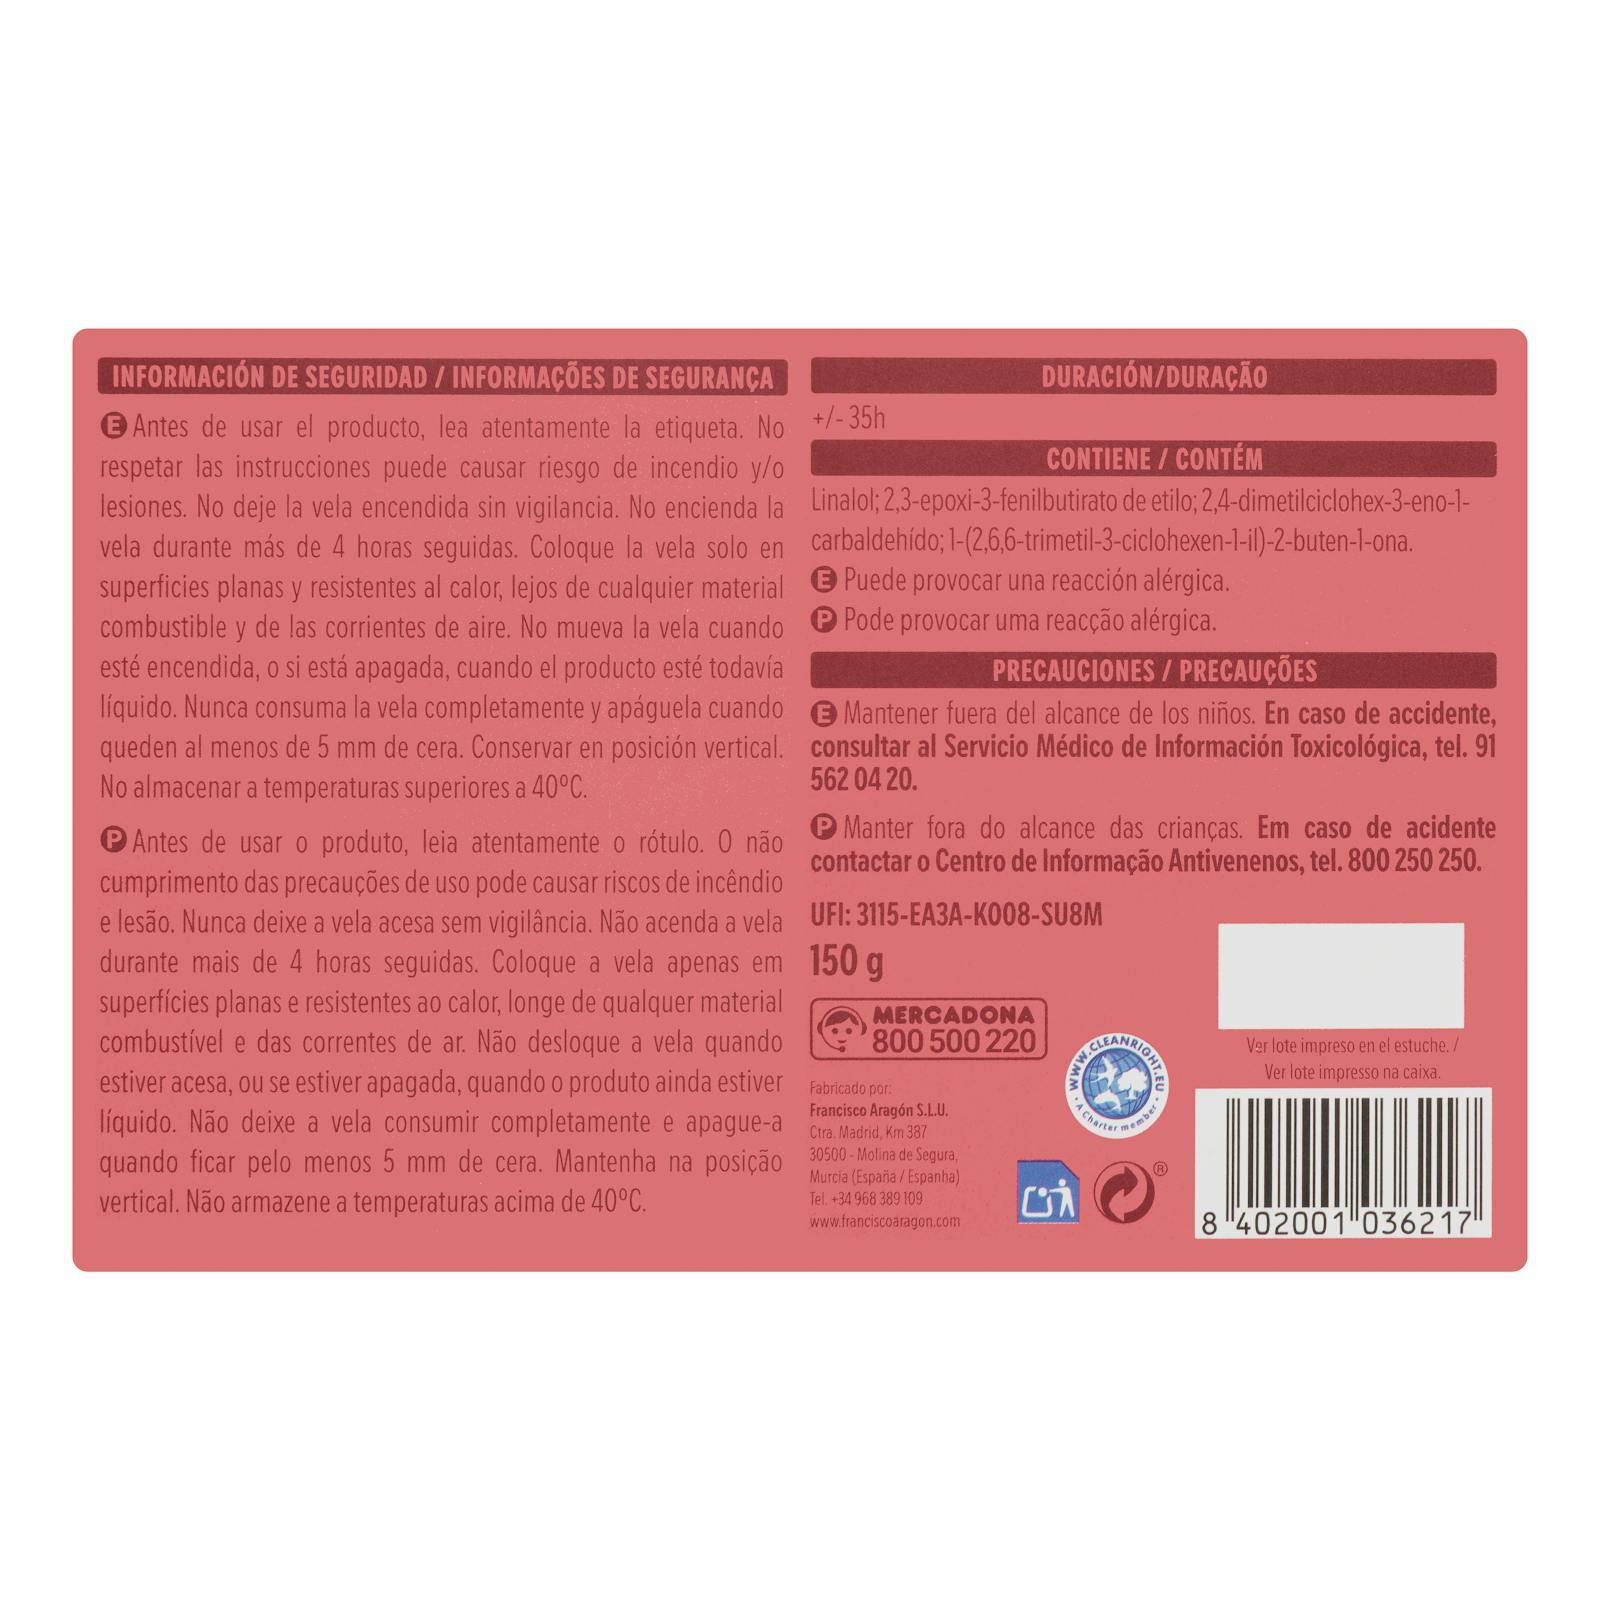 INFORMACIÓN DE SEGURIDAD / INFORMAÇÕES DE SEGURANÇA
E Antes de usar el producto, lea atentamente la etiqueta. No
respetar las instrucciones puede causar riesgo de incendio y/o
lesiones. No deje la vela encendida sin vigilancia. No encienda la
vela durante más de 4 horas seguidas. Coloque la vela solo en
superficies planas y resistentes al calor, lejos de cualquier material
combustible y de las corrientes de aire. No mueva la vela cuando
esté encendida, o si está apagada, cuando el producto esté todavía
líquido. Nunca consuma la vela completamente y apáguela cuando
queden al menos de 5 mm de cera. Conservar en posición vertical.
No almacenar a temperaturas superiores a 40ºC.
P Antes de usar o produto, leia atentamente o rótulo. O não
cumprimento das precauções de uso pode causar riscos de incêndio
e lesão. Nunca deixe a vela acesa sem vigilância. Não acenda a vela
durante mais de 4 horas seguidas. Coloque a vela apenas em
superfícies planas e resistentes ao calor, longe de qualquer material
combustível e das correntes de ar. Não desloque a vela quando
estiver acesa, ou se estiver apagada, quando o produto ainda estiver
líquido. Não deixe a vela consumir completamente e apague-a
quando ficar pelo menos 5 mm de cera. Mantenha na posição
vertical. Não armazene a temperaturas acima de 40ºC.
DURACIÓN/DURAÇÃO
+/- 35h
CONTIENE / CONTÉM
Linalol; 2,3-epoxi-3-fenilbutirato de etilo; 2,4-dimetilciclohex-3-eno-1-
carbaldehído; 1-(2,6,6-trimetil-3-ciclohexen-1-il)-2-buten-1-ona.
E Puede provocar una reacción alérgica.
P Pode provocar uma reacção alérgica.
PRECAUCIONES / PRECAUÇÕES
E Mantener fuera del alcance de los niños. En caso de accidente,
consultar al Servicio Médico de Información Toxicológica, tel. 91
562 04 20.
P Manter fora do alcance das crianças. Em caso de acidente
contactar o Centro de Informação Antivenenos, tel. 800 250 250.
UFI: 3115-EA3A-K008-SU8M
150 g
MERCADONA
800 500 220
Fabricado por:
Francisco Aragón S.L.U.
Ctra. Madrid, Km 387
30500 - Molina de Segura,
Murcia (España / Espanha)
Tel. +34 968 389 109
www.franciscoaragon.com
WWW.CLEANRIGHT.EU
• A Charter member •
®
Ver lote impreso en el estuche. /
Ver lote impresso na caixa.
8 402001 036217